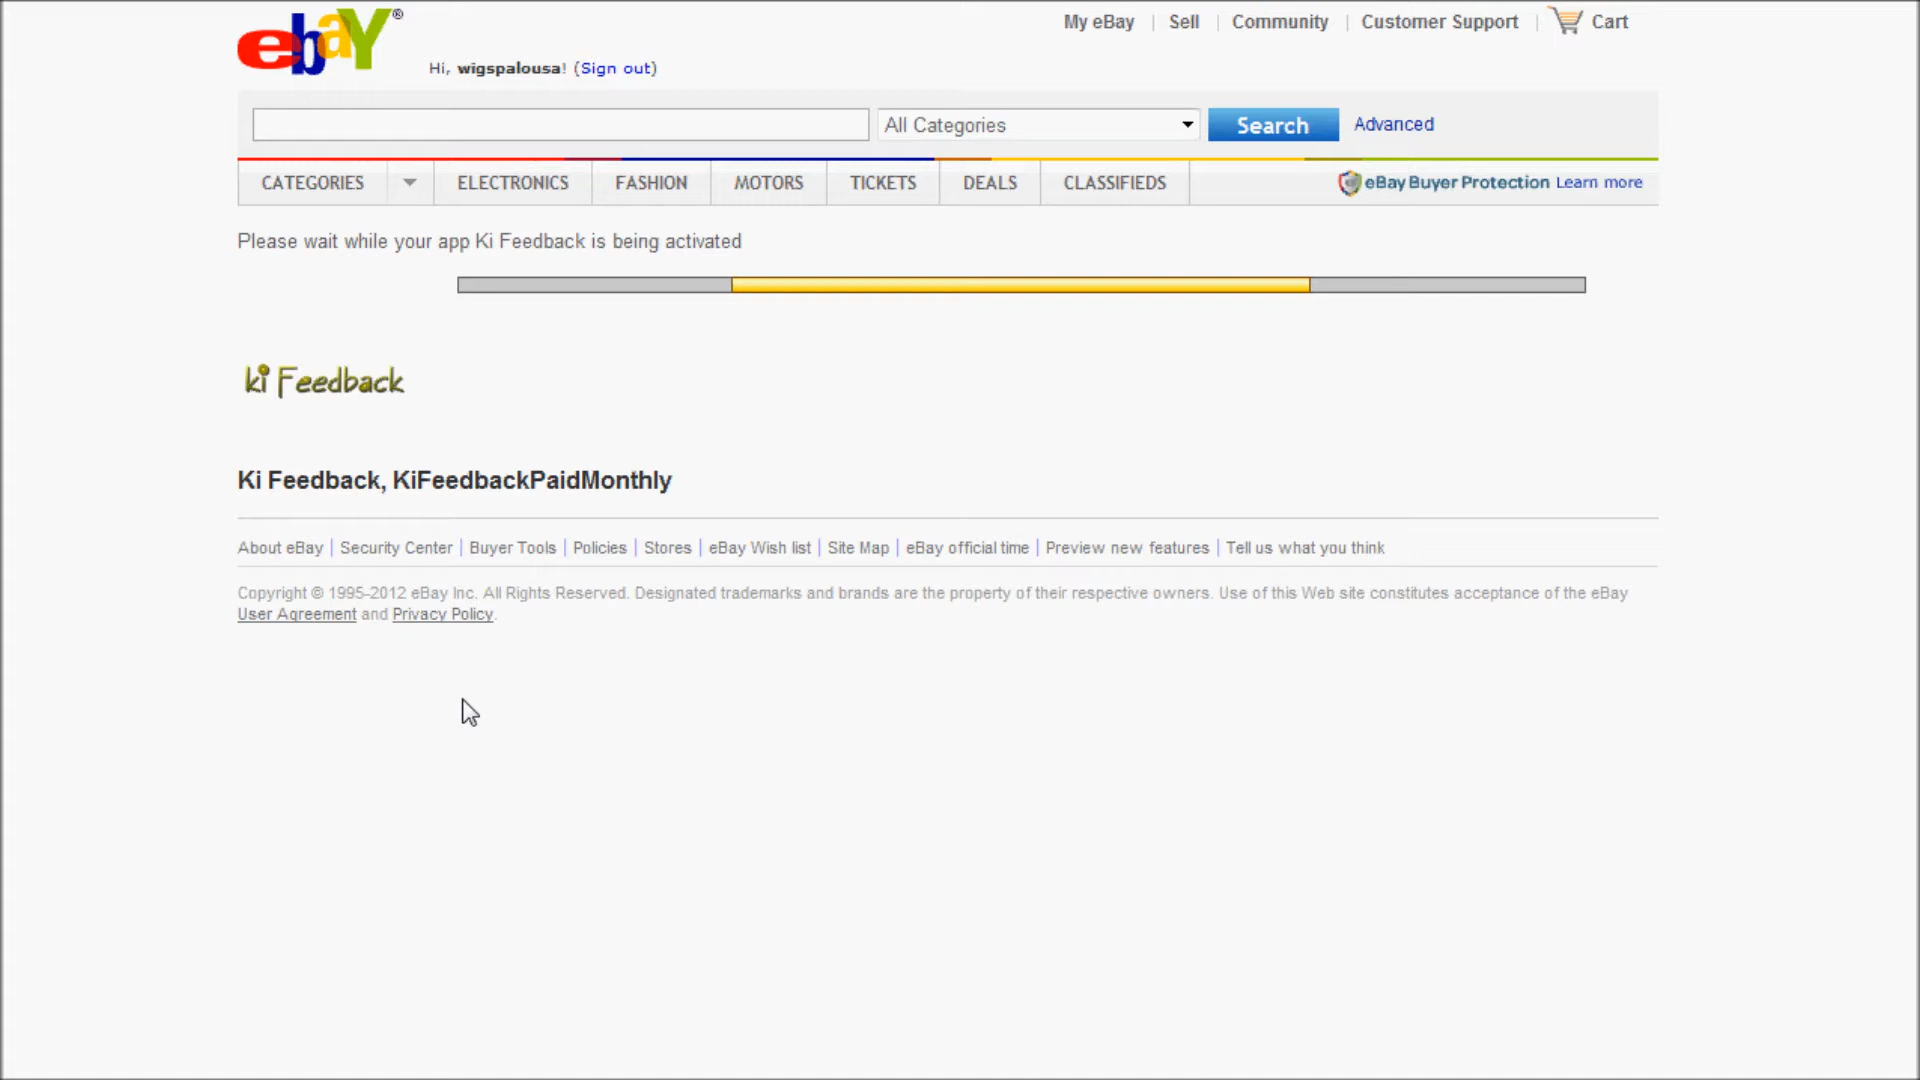 ebay®
My eBay | Sell | Community | Customer Support | Cart
Hi, wigspalousa! (Sign out)
All Categories Search Advanced
CATEGORIES ELECTRONICS FASHION MOTORS TICKETS DEALS CLASSIFIEDS eBay Buyer Protection Learn more
Please wait while your app Ki Feedback is being activated
ki Feedback
Ki Feedback, KiFeedbackPaidMonthly
About eBay | Security Center | Buyer Tools | Policies | Stores | eBay Wish list | Site Map | eBay official time | Preview new features | Tell us what you think
Copyright © 1995-2012 eBay Inc. All Rights Reserved. Designated trademarks and brands are the property of their respective owners. Use of this Web site constitutes acceptance of the eBay
User Agreement and Privacy Policy.